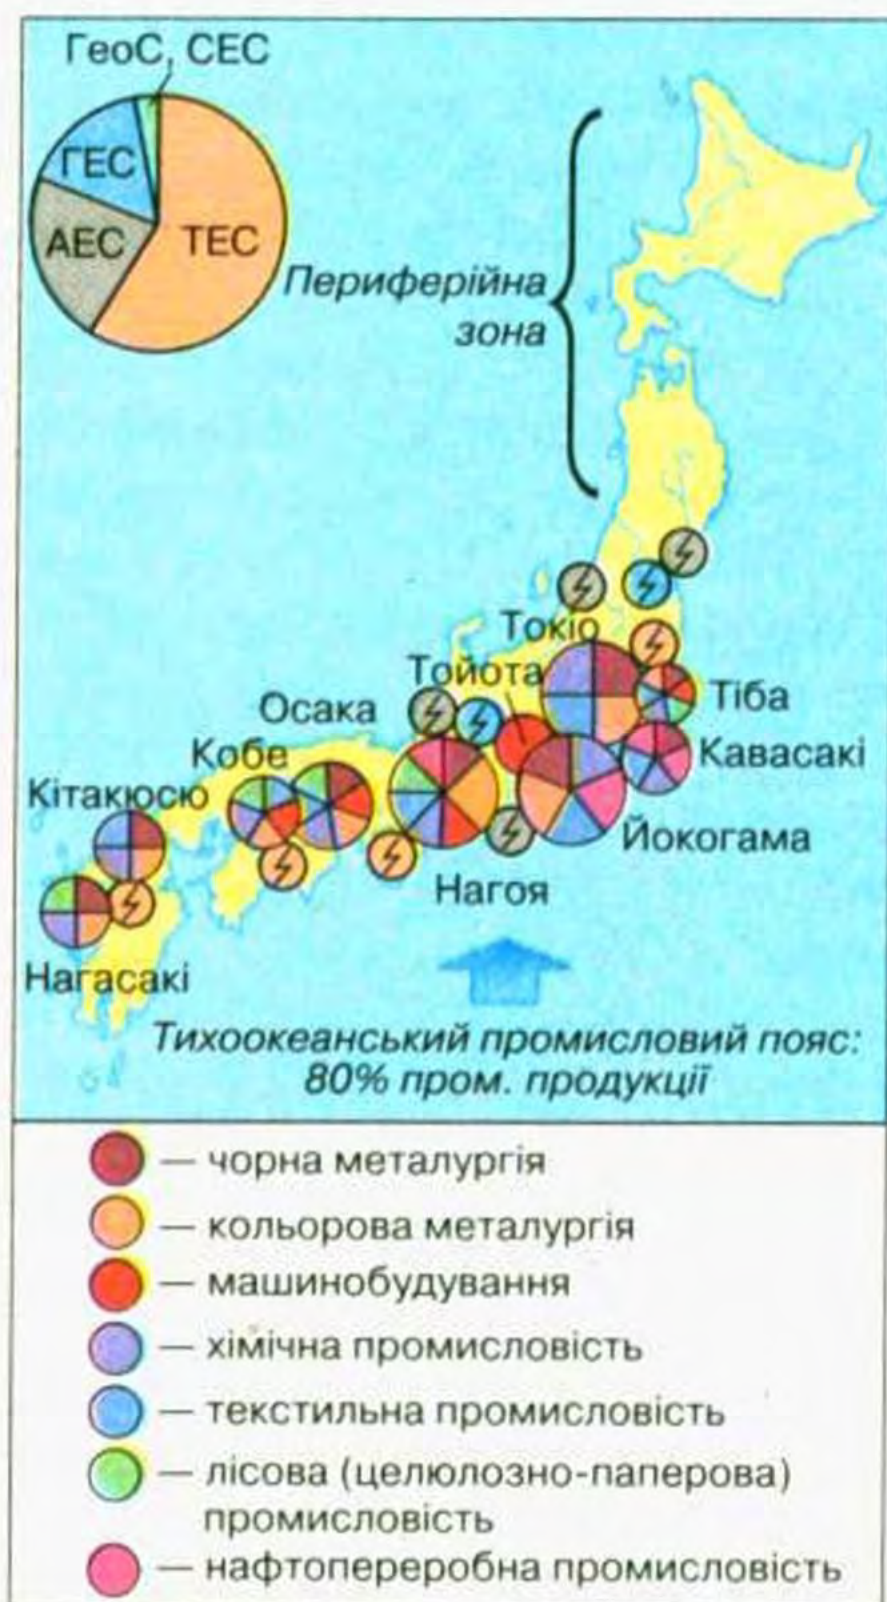 ГеоС, СЕС
ГЕС
АЕС
ТЕС
Периферійна
зона
Токіо
Тойота
Тіба
Осака
Кобе
Кавасакі
Кітакюсю
Йокогама
Нагоя
Нагасакі
Тихоокеанський промисловий пояс:
80% пром. продукції
— чорна металургія
— кольорова металургія
— машинобудування
— хімічна промисловість
— текстильна промисловість
— лісова (целюлозно-паперова)
промисловість
— нафтопереробна промисловість